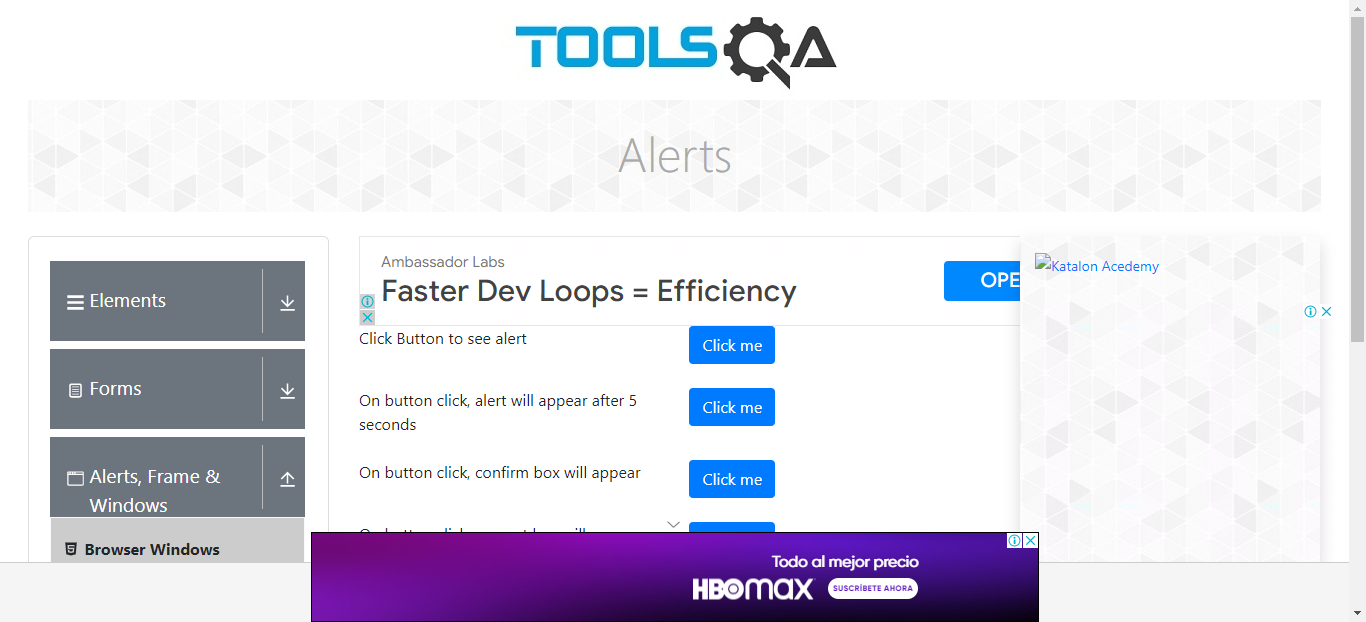 TOOLSQA
Alerts
Elements
Forms
Alerts, Frame &
Windows
Browser Windows
Ambassador Labs
Faster Dev Loops = Efficiency
OPE
Click Button to see alert
Click me
On button click, alert will appear after 5
seconds
Click me
On button click, confirm box will appear
Click me
Katalon Acedemy
Todo al mejor precio
HBOmax
SUSCRÍBETE AHORA